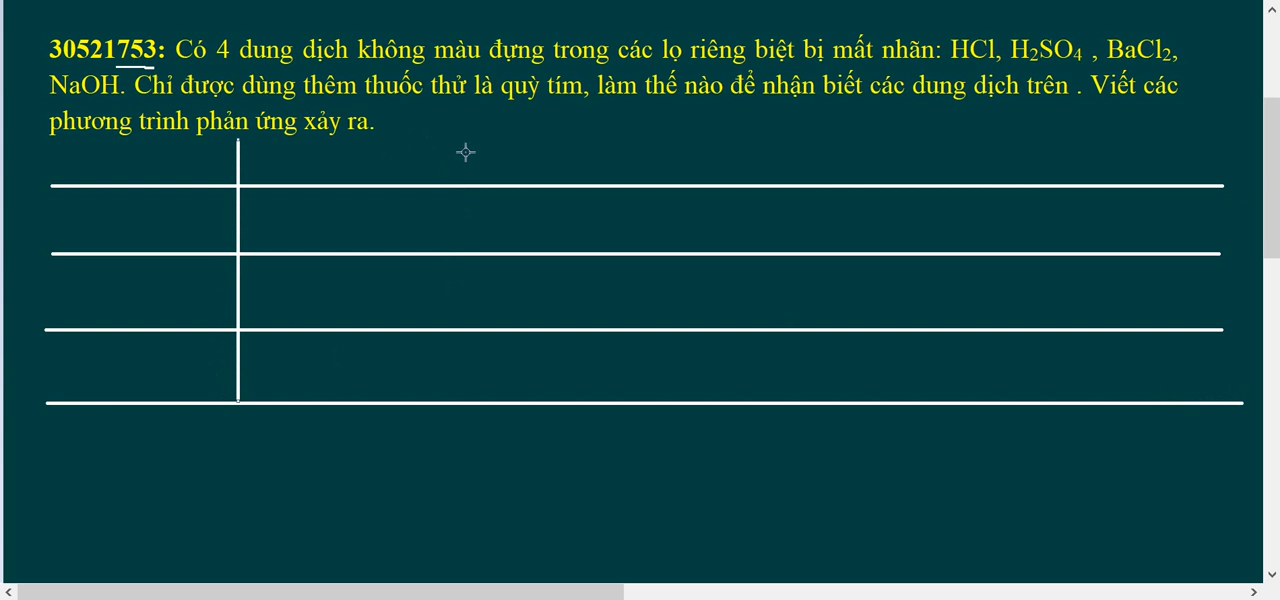 30521753: Có 4 dung dịch không màu đựng trong các lọ riêng biệt bị mất nhãn: HCl, H₂SO₄ , BaCl₂,
NaOH. Chỉ được dùng thêm thuốc thử là quỳ tím, làm thế nào để nhận biết các dung dịch trên . Viết các
phương trình phản ứng xảy ra.